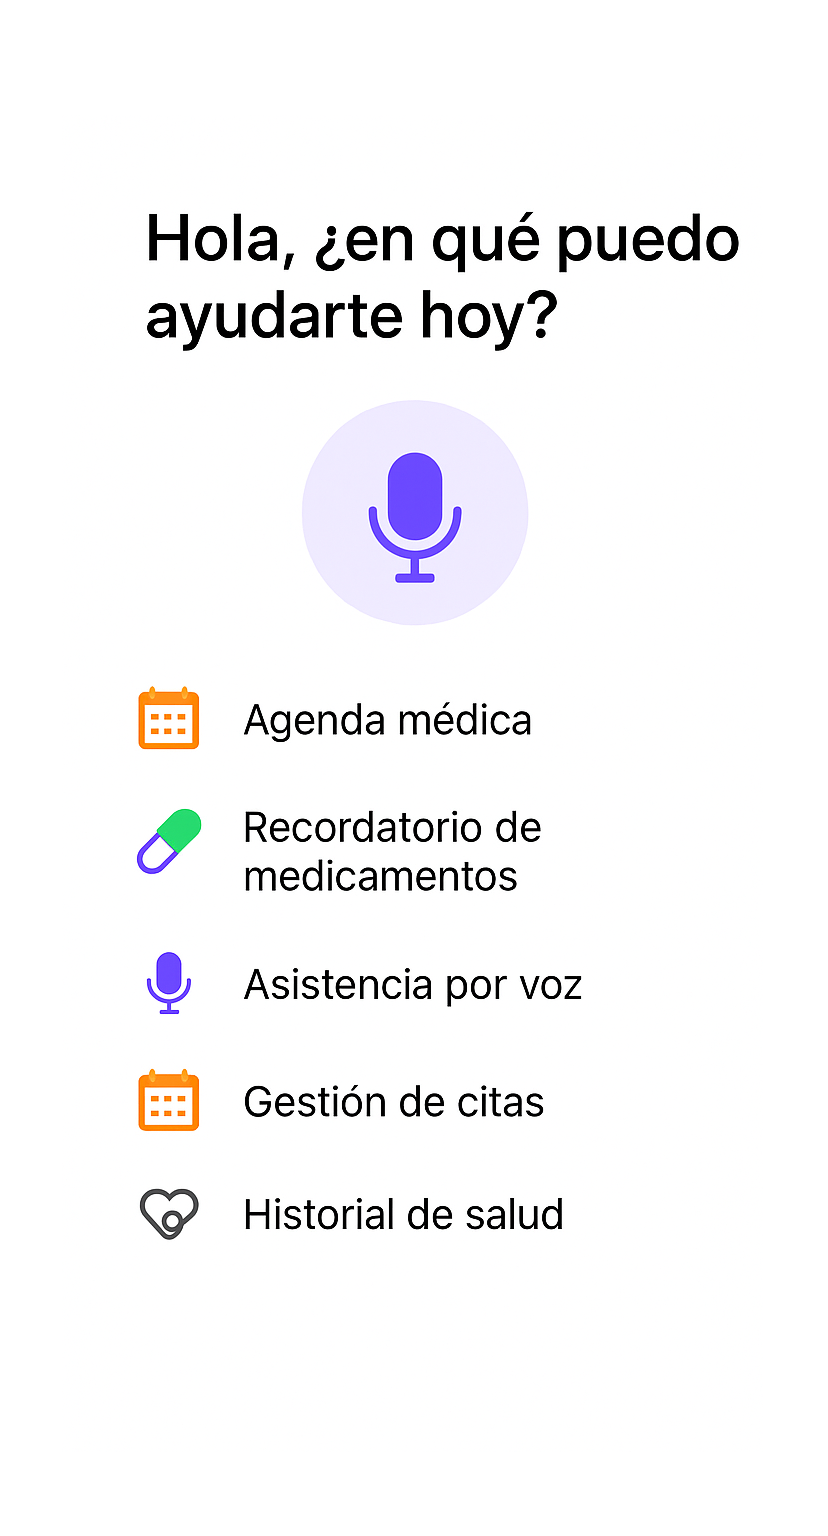 Hola, ¿en qué puedo
ayudarte hoy?
Agenda médica
Recordatorio de
medicamentos
Asistencia por voz
Gestión de citas
Historial de salud